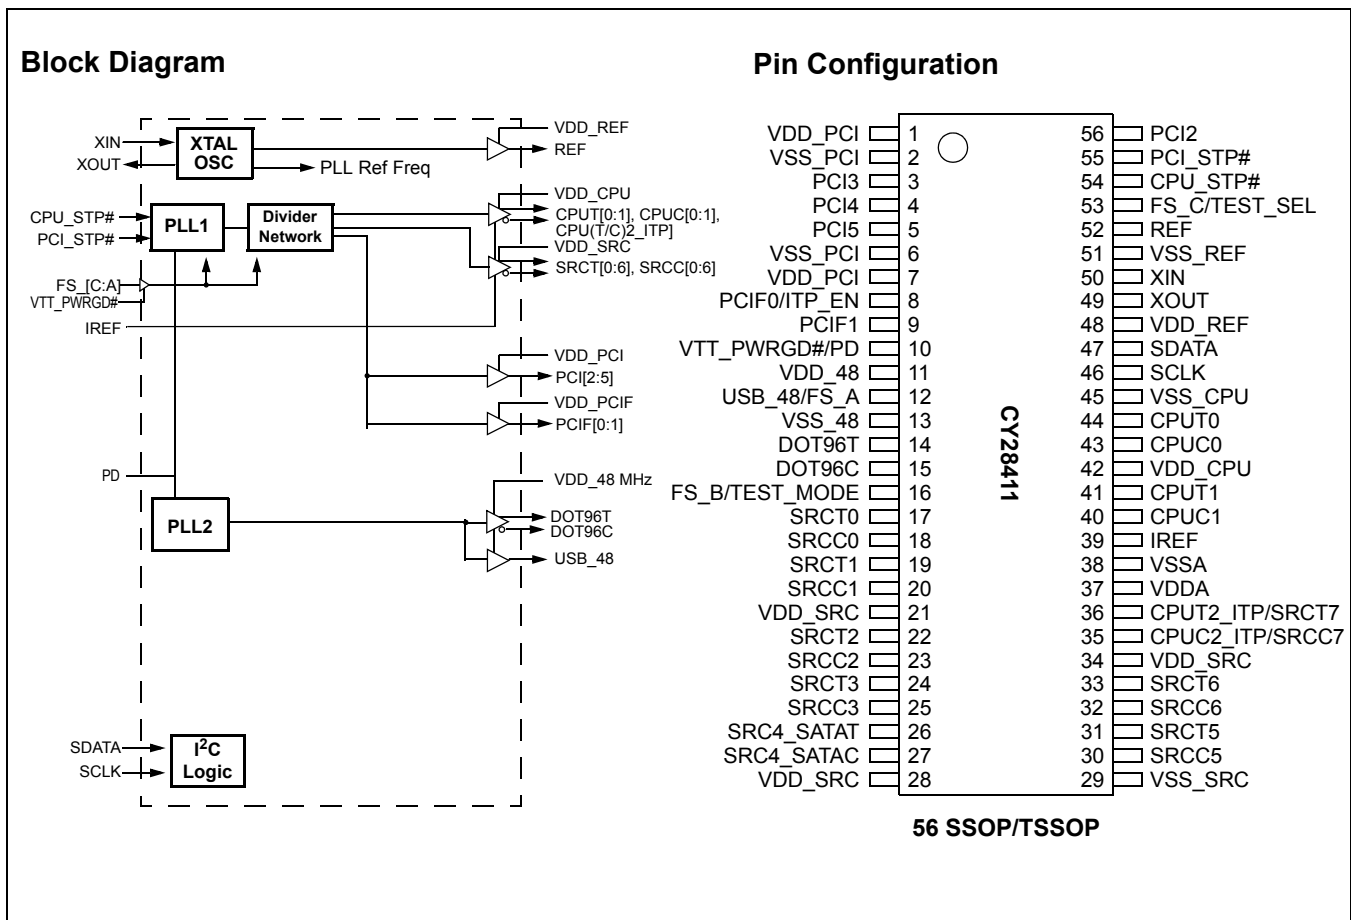 Block Diagram
XIN
XOUT
XTAL
OSC
VDD_REF
REF
PLL Ref Freq
CPU_STP#
PCI_STP#
PLL1
Divider
Network
VDD_CPU
CPUT[0:1], CPUC[0:1],
CPU(T/C)2_ITP]
VDD_SRC
SRCT[0:6], SRCC[0:6]
FS_[C:A]
VTT_PWRGD#
IREF
VDD_PCI
PCI[2:5]
VDD_PCIF
PCIF[0:1]
PD
VDD_48 MHz
PLL2
DOT96T
DOT96C
USB_48
SDATA
SCLK
I2C
Logic
Pin Configuration
VDD_PCI 1 56 PCI2
VSS_PCI 2 55 PCI_STP#
PCI3 3 54 CPU_STP#
PCI4 4 53 FS_C/TEST_SEL
PCI5 5 52 REF
VSS_PCI 6 51 VSS_REF
VDD_PCI 7 50 XIN
PCIF0/ITP_EN 8 49 XOUT
PCIF1 9 48 VDD_REF
VTT_PWRGD#/PD 10 47 SDATA
VDD_48 11 46 SCLK
USB_48/FS_A 12 45 VSS_CPU
VSS_48 13 44 CPUT0
DOT96T 14 43 CPUC0
DOT96C 15 42 VDD_CPU
FS_B/TEST_MODE 16 41 CPUT1
SRCT0 17 40 CPUC1
SRCC0 18 39 IREF
SRCT1 19 38 VSSA
SRCC1 20 37 VDDA
VDD_SRC 21 36 CPUT2_ITP/SRCT7
SRCT2 22 35 CPUC2_ITP/SRCC7
SRCC2 23 34 VDD_SRC
SRCT3 24 33 SRCT6
SRCC3 25 32 SRCC6
SRC4_SATAT 26 31 SRCT5
SRC4_SATAC 27 30 SRCC5
VDD_SRC 28 29 VSS_SRC
CY28411
56 SSOP/TSSOP